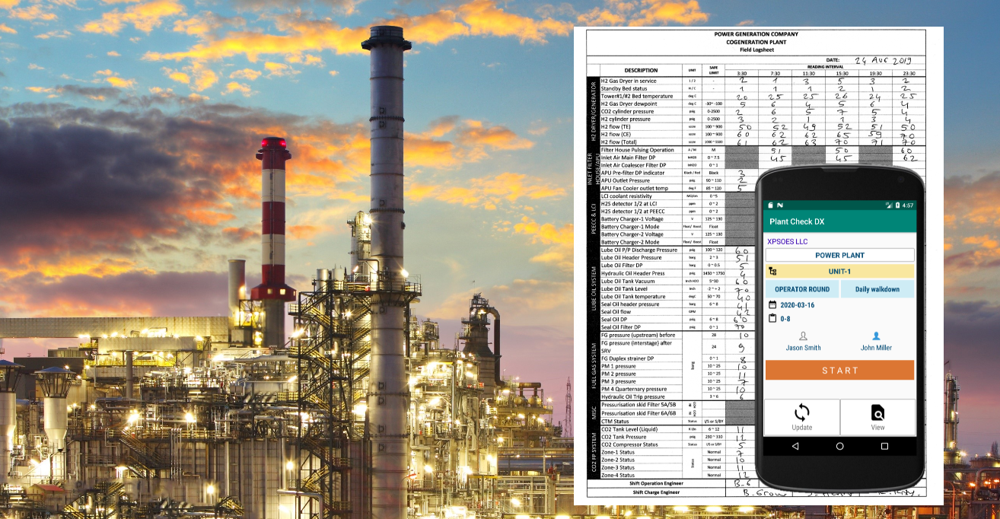 POWER GENERATION COMPANY
COGENERATION PLANT
Field Logsheet
DATE: 24 AUG 2019
DESCRIPTION UNIT SAFE LIMIT READING INTERVAL
3:30 7:30 11:30 15:30 19:30 23:30
H2 DRYER/GENERATOR
H2 Gas Dryer in service 1 / 2 - 2 1 3 5 3 2
Standby Bed status H / C - 1 1 1 2 1 2
Tower#1/#2 Bed temperature deg C 20 25 25 26 24 25
H2 Gas Dryer dewpoint deg C -30~ -100 5 6 4 5 6 4
CO2 cylinder pressure psig 0-2500 2 6 5 7 5 4
H2 cylinder pressure psig 0-2500 3 2 1 1 3 4
H2 flow (TE) sccm 100 ~ 900 50 52 49 52 51 50
H2 flow (CE) sccm 100 ~ 900 60 62 62 65 59 70
H2 flow (Total) sccm 1000 ~ 5500 61 62 63 70 71 70
INLET FILTER HOUSE/APU
Filter House Pulsing Operation A / M M 51 50 60
Inlet Air Main Filter DP InH20 0 ~ 7.5 45 45 62
Inlet Air Coalescer Filter DP InH2O 0 ~ 1
APU Pre-filter DP indicator Black / Red Black 3
APU Outlet Pressure psig 90 ~ 110 2
APU Fan Cooler outlet temp deg F 85 ~ 120 5
PEECC & LCI
LCI coolant resistivity 0 ~5
H2S detector 1/2 at LCI ppm 0 ~ 2
H2S detector 1/2 at PEECC ppm 0 ~ 2
Battery Charger-1 Voltage V 125 ~ 130
Battery Charger-1 Mode Float/ Boost Float
Battery Charger-2 Voltage V 125 ~ 130
Battery Charger-2 Mode Float/ Boost Float
LUBE OIL SYSTEM
Lube Oil P/P Discharge Pressure psig 100 ~ 120 60
Lube Oil Header Pressure barg 2 ~ 3 51
Lube Oil Filter DP barg 0 ~ 0.5 5
Hydraulic Oil Header Press psig 1450 ~ 1750 4
Lube Oil Tank Vacuum Inch H2O 5~30 60
Lube Oil Tank Level Inch -2 ~ + 2 70
Lube Oil Tank temperature degC 50 ~ 70 40
Seal Oil header pressure barg 6 ~ 8 41
Seal Oil flow GPM 42
Seal Oil DP psig 6 ~ 8 60
Seal Oil Filter DP psig 0 ~ 1 70
FUEL GAS SYSTEM
barg
FG pressure (upstream) before 28 10
FG pressure (interstage) after SRV 24 9
FG Duplex strainer DP 0 ~ 1 8
PM 1 pressure 10 ~ 25 10
PM 2 pressure 10 ~ 25 11
PM 3 pressure 10 ~ 25 7
PM 4 Quarternary pressure 10 ~ 25 10
Hydraulic Oil Trip pressure 3 ~ 6 6
MISC
Pressurisation skid Filter 5A/5B
Pressurisation skid Filter 6A/6B
CTM Status Status I/S or S/BY
CO2 FP SYSTEM
CO2 Tank Level (Liquid) 6 ~ 12 11
CO2 Tank Pressure psig 290 ~ 310 12
CO2 Compressor Status Status I/S or S/BY 5
Status
Zone-1 Status Normal 7
Zone-2 Status Normal 10
Zone-3 Status Normal 11
Zone-4 Status Normal 12
Shift Operation Engineer
Shift Charge Engineer
4:57
Plant Check DX
XPSOES LLC
POWER PLANT
UNIT-1
OPERATOR ROUND Daily walkdown
2020-03-16
0-8
Jason Smith John Miller
START
Update View